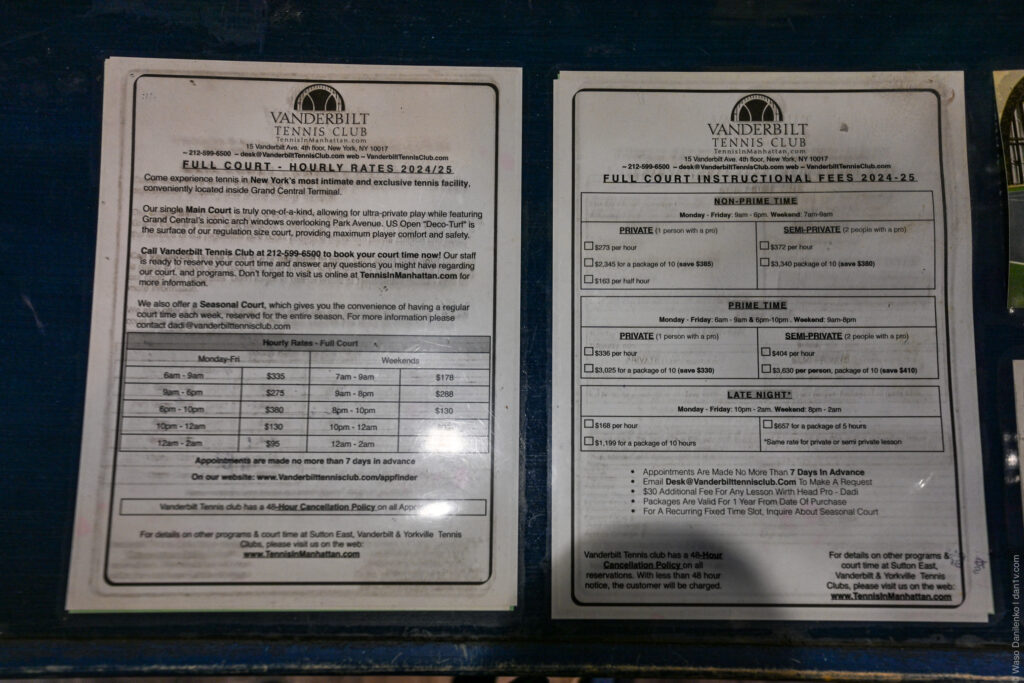 VANDERBILT
TENNIS CLUB
TennisInManhattan.com
15 Vanderbilt Ave. 4th floor, New York, NY 10017
~ 212-599-6500 ~ desk@VanderbiltTennisClub.com web ~ VanderbiltTennisClub.com
FULL COURT - HOURLY RATES 2024/25
Come experience tennis in New York's most intimate and exclusive tennis facility,
conveniently located inside Grand Central Terminal.
Our single Main Court is truly one-of-a-kind, allowing for ultra-private play while featuring
Grand Central's iconic arch windows overlooking Park Avenue. US Open "Deco-Turf" is
the surface of our regulation size court, providing maximum player comfort and safety.
Call Vanderbilt Tennis Club at 212-599-6500 to book your court time now! Our staff
is ready to reserve your court time and answer any questions you might have regarding
our court, and programs. Don't forget to visit us online at TennisInManhattan.com for
more information.
We also offer a Seasonal Court, which gives you the convenience of having a regular
court time each week, reserved for the entire season. For more information please
contact dadi@vanderbilttennisclub.com
Hourly Rates - Full Court
Monday-Fri Weekends
6am - 9am $335 7am - 9am $178
9am - 6pm $275 9am - 8pm $288
6pm - 10pm $380 8pm - 10pm $130
10pm - 12am $130 10pm - 12am
12am - 2am $95 12am - 2am
Appointments are made no more than 7 days in advance
On our website: www.Vanderbilttennisclub.com/appfinder
Vanderbilt Tennis club has a 48-Hour Cancellation Policy on all
For details on other programs & court time at Sutton East, Vanderbilt & Yorkville Tennis
Clubs, please visit us on the web:
www.TennisInManhattan.com
VANDERBILT
TENNIS CLUB
TennisInManhattan.com
15 Vanderbilt Ave. 4th floor, New York, NY 10017
~ 212-599-6500 ~ desk@VanderbiltTennisClub.com web ~ VanderbiltTennisClub.com
FULL COURT INSTRUCTIONAL FEES 2024-25
NON-PRIME TIME
Monday - Friday: 9am - 6pm. Weekend: 7am-9am
PRIVATE (1 person with a pro) SEMI-PRIVATE (2 people with a pro)
$273 per hour $372 per hour
$2,345 for a package of 10 (save $385) $3,340 package of 10 (save $380)
$163 per half hour
PRIME TIME
Monday - Friday: 6am - 9am & 6pm-10pm . Weekend: 9am-8pm
PRIVATE (1 person with a pro) SEMI-PRIVATE (2 people with a pro)
$336 per hour $404 per hour
$3,025 for a package of 10 (save $330) $3,630 per person, package of 10 (save $410)
LATE NIGHT*
Monday - Friday: 10pm - 2am. Weekend: 8pm - 2am
$168 per hour $657 for a package of 5 hours
$1,199 for a package of 10 hours *Same rate for private or semi private lesson
• Appointments Are Made No More Than 7 Days In Advance
• Email Desk@Vanderbilttennisclub.Com To Make A Request
• $30 Additional Fee For Any Lesson Wirth Head Pro - Dadi
• Packages Are Valid For 1 Year From Date Of Purchase
• For A Recurring Fixed Time Slot, Inquire About Seasonal Court
Vanderbilt Tennis club has a 48-Hour
Cancellation Policy on all
reservations. With less than 48 hour
notice, the customer will be charged.
For details on other programs &
court time at Sutton East,
Vanderbilt & Yorkville Tennis
Clubs, please visit us on the web:
www.TennisInManhattan.com
Waso Danilenko | dan1v.com